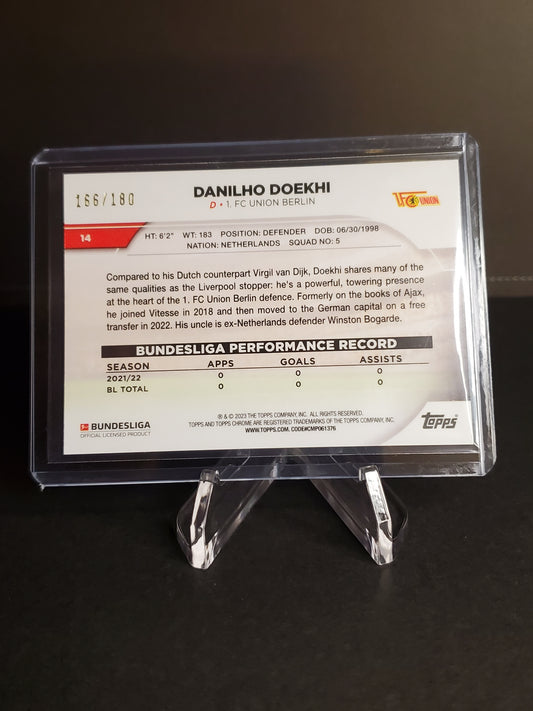 166/180
DANILHO DOEKHI
D • 1. FC UNION BERLIN
1.FC UNION
14
HT: 6'2" WT: 183 POSITION: DEFENDER DOB: 06/30/1998
NATION: NETHERLANDS SQUAD NO: 5
Compared to his Dutch counterpart Virgil van Dijk, Doekhi shares many of the
same qualities as the Liverpool stopper: he's a powerful, towering presence
at the heart of the 1. FC Union Berlin defence. Formerly on the books of Ajax,
he joined Vitesse in 2018 and then moved to the German capital on a free
transfer in 2022. His uncle is ex-Netherlands defender Winston Bogarde.
BUNDESLIGA PERFORMANCE RECORD
SEASON APPS GOALS ASSISTS
2021/22 0 0 0
BL TOTAL 0 0 0
BUNDESLIGA
OFFICIAL LICENSED PRODUCT
® & © 2023 THE TOPPS COMPANY, INC. ALL RIGHTS RESERVED.
TOPPS AND TOPPS CHROME ARE REGISTERED TRADEMARKS OF THE TOPPS COMPANY, INC.
WWW.TOPPS.COM. CODE#CMP061376
topps®